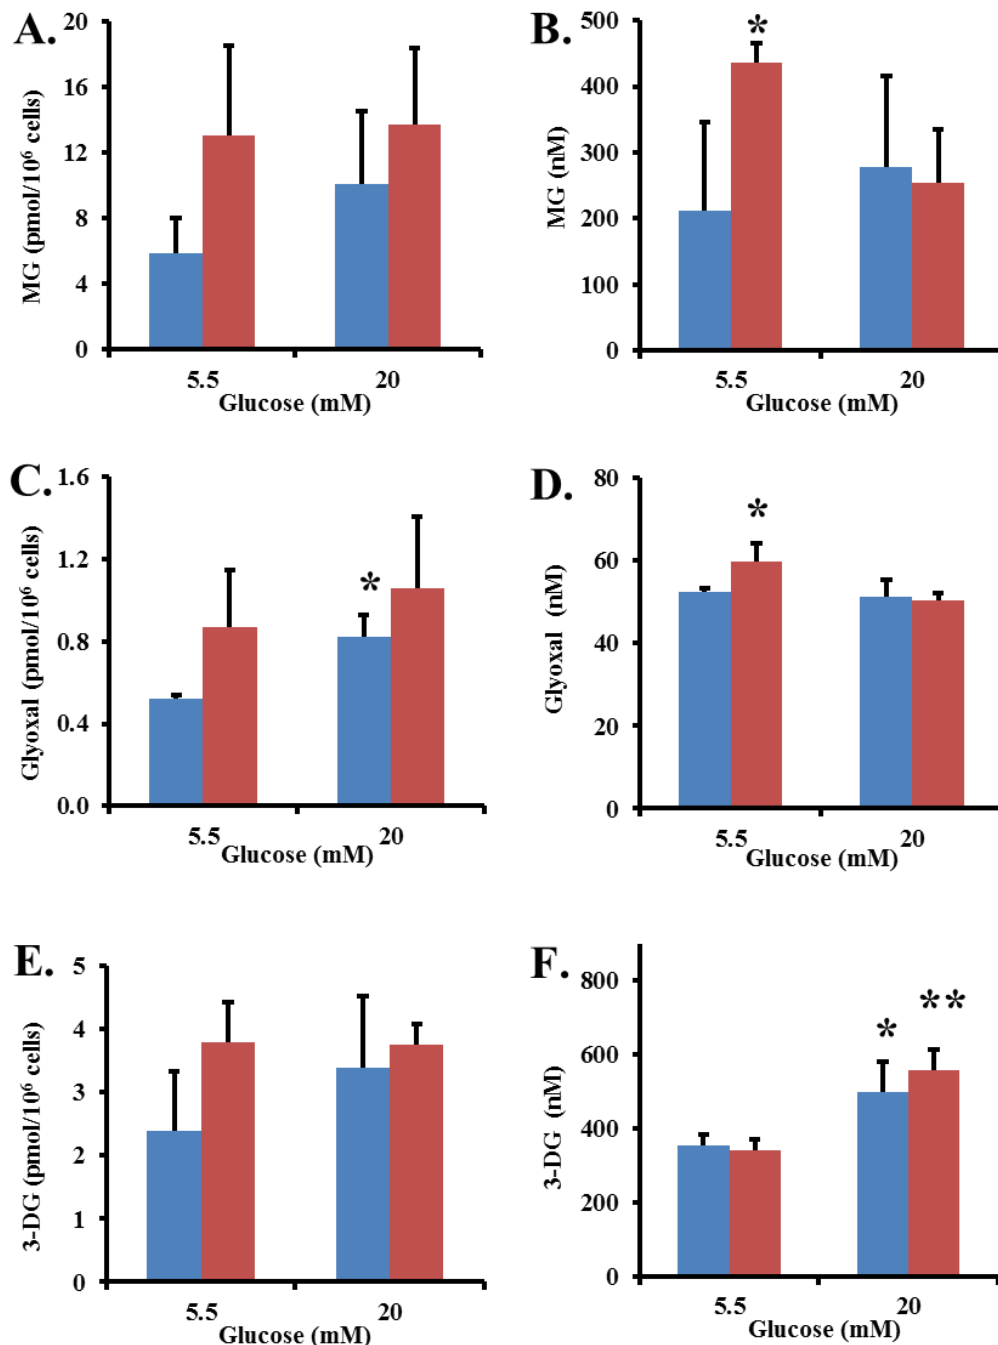 A.
MG (pmol/10⁶ cells)
20
16
12
8
4
0
5.5 20
Glucose (mM)
B.
MG (nM)
500
400
300
200
100
0
*
5.5 20
Glucose (mM)
C.
Glyoxal (pmol/10⁶ cells)
1.6
1.2
0.8
0.4
0.0
*
5.5 20
Glucose (mM)
D.
Glyoxal (nM)
80
60
40
20
0
*
5.5 20
Glucose (mM)
E.
3-DG (pmol/10⁶ cells)
5
4
3
2
1
0
5.5 20
Glucose (mM)
F.
3-DG (nM)
800
600
400
200
0
* **
5.5 20
Glucose (mM)